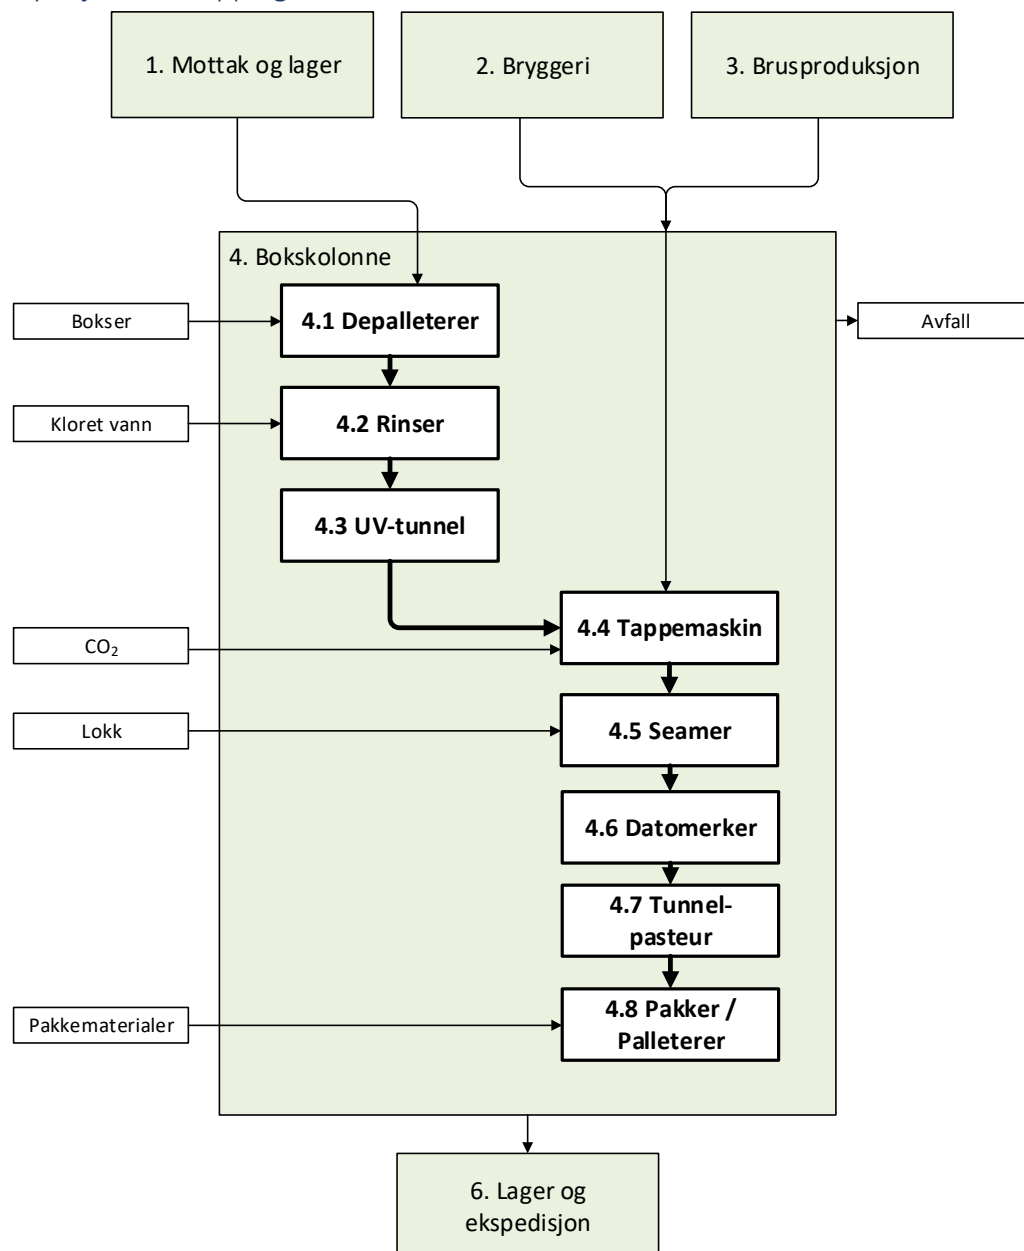 1. Mottak og lager
2. Bryggeri
3. Brusproduksjon
4. Bokskolonne
Bokser
4.1 Depalleterer
Avfall
Kloret vann
4.2 Rinser
4.3 UV-tunnel
4.4 Tappemaskin
CO₂
Lokk
4.5 Seamer
4.6 Datomerker
4.7 Tunnel-
pasteur
Pakkematerialer
4.8 Pakker /
Palleterer
6. Lager og
ekspedisjon